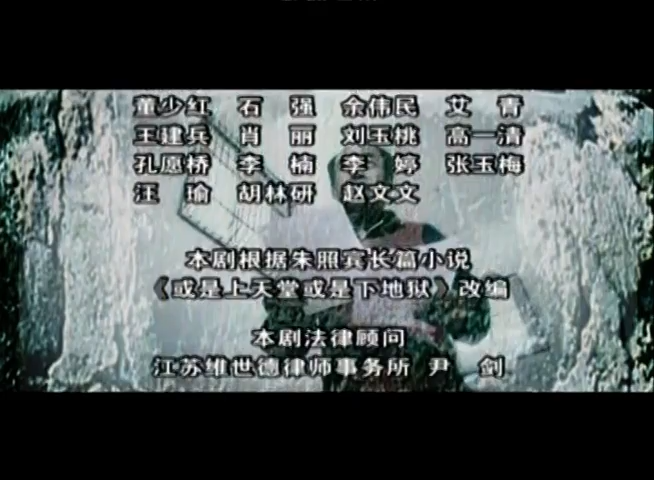 董少红 石 强 余伟民 艾 青
王建兵 肖 丽 刘玉桃 高一清
孔愿桥 李 楠 李 婷 张玉梅
汪 瑜 胡林研 赵文文
本剧根据朱照宾长篇小说
《或是上天堂或是下地狱》改编
本剧法律顾问
江苏维世德律师事务所 尹 剑